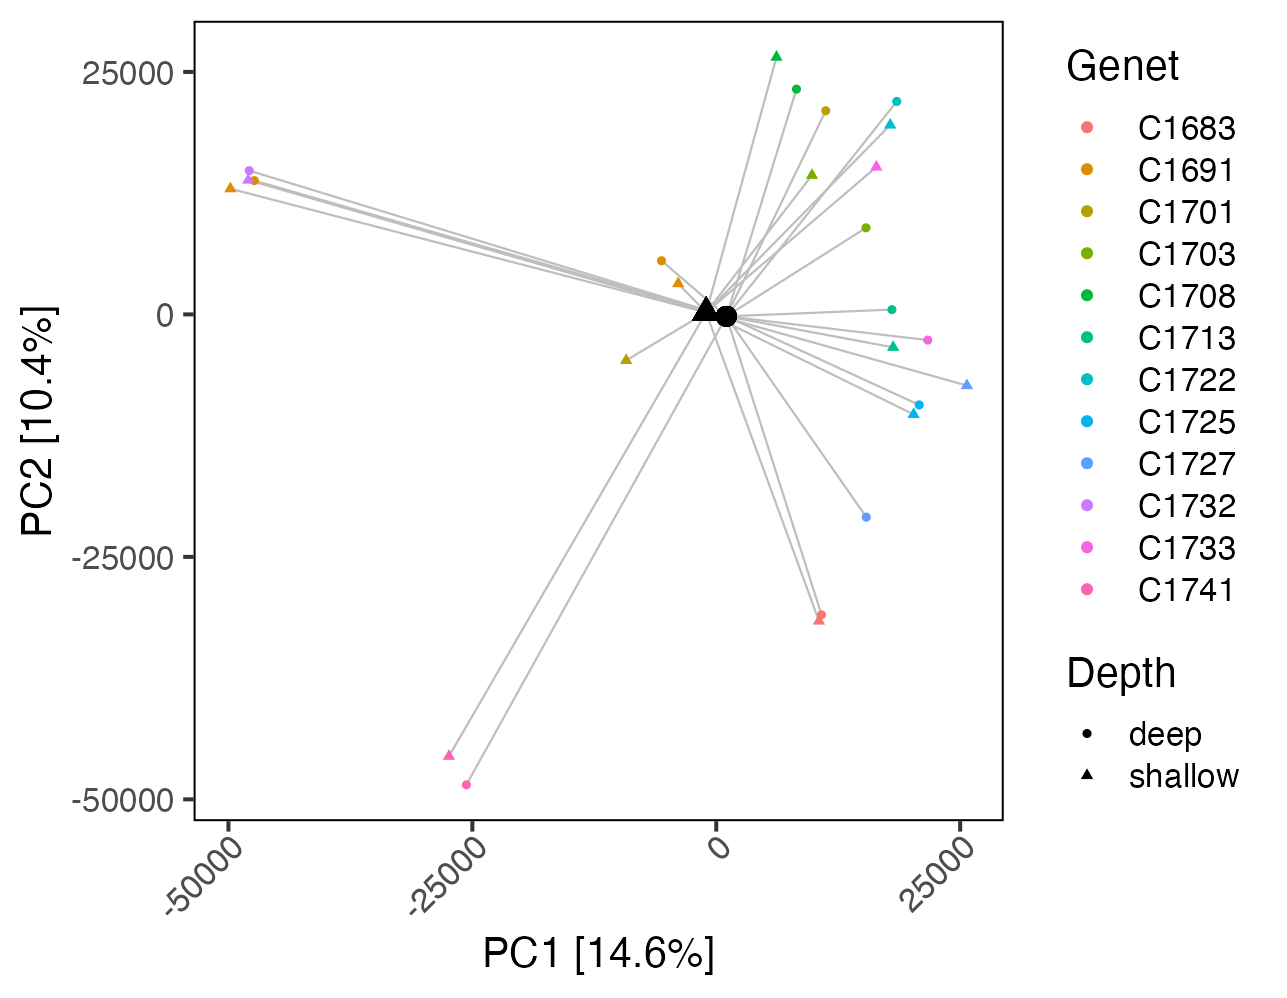 25000
0
-25000
-50000
PC2 [10.4%]
-50000
-25000
0
25000
PC1 [14.6%]
Genet
C1683
C1691
C1701
C1703
C1708
C1713
C1722
C1725
C1727
C1732
C1733
C1741
Depth
deep
shallow